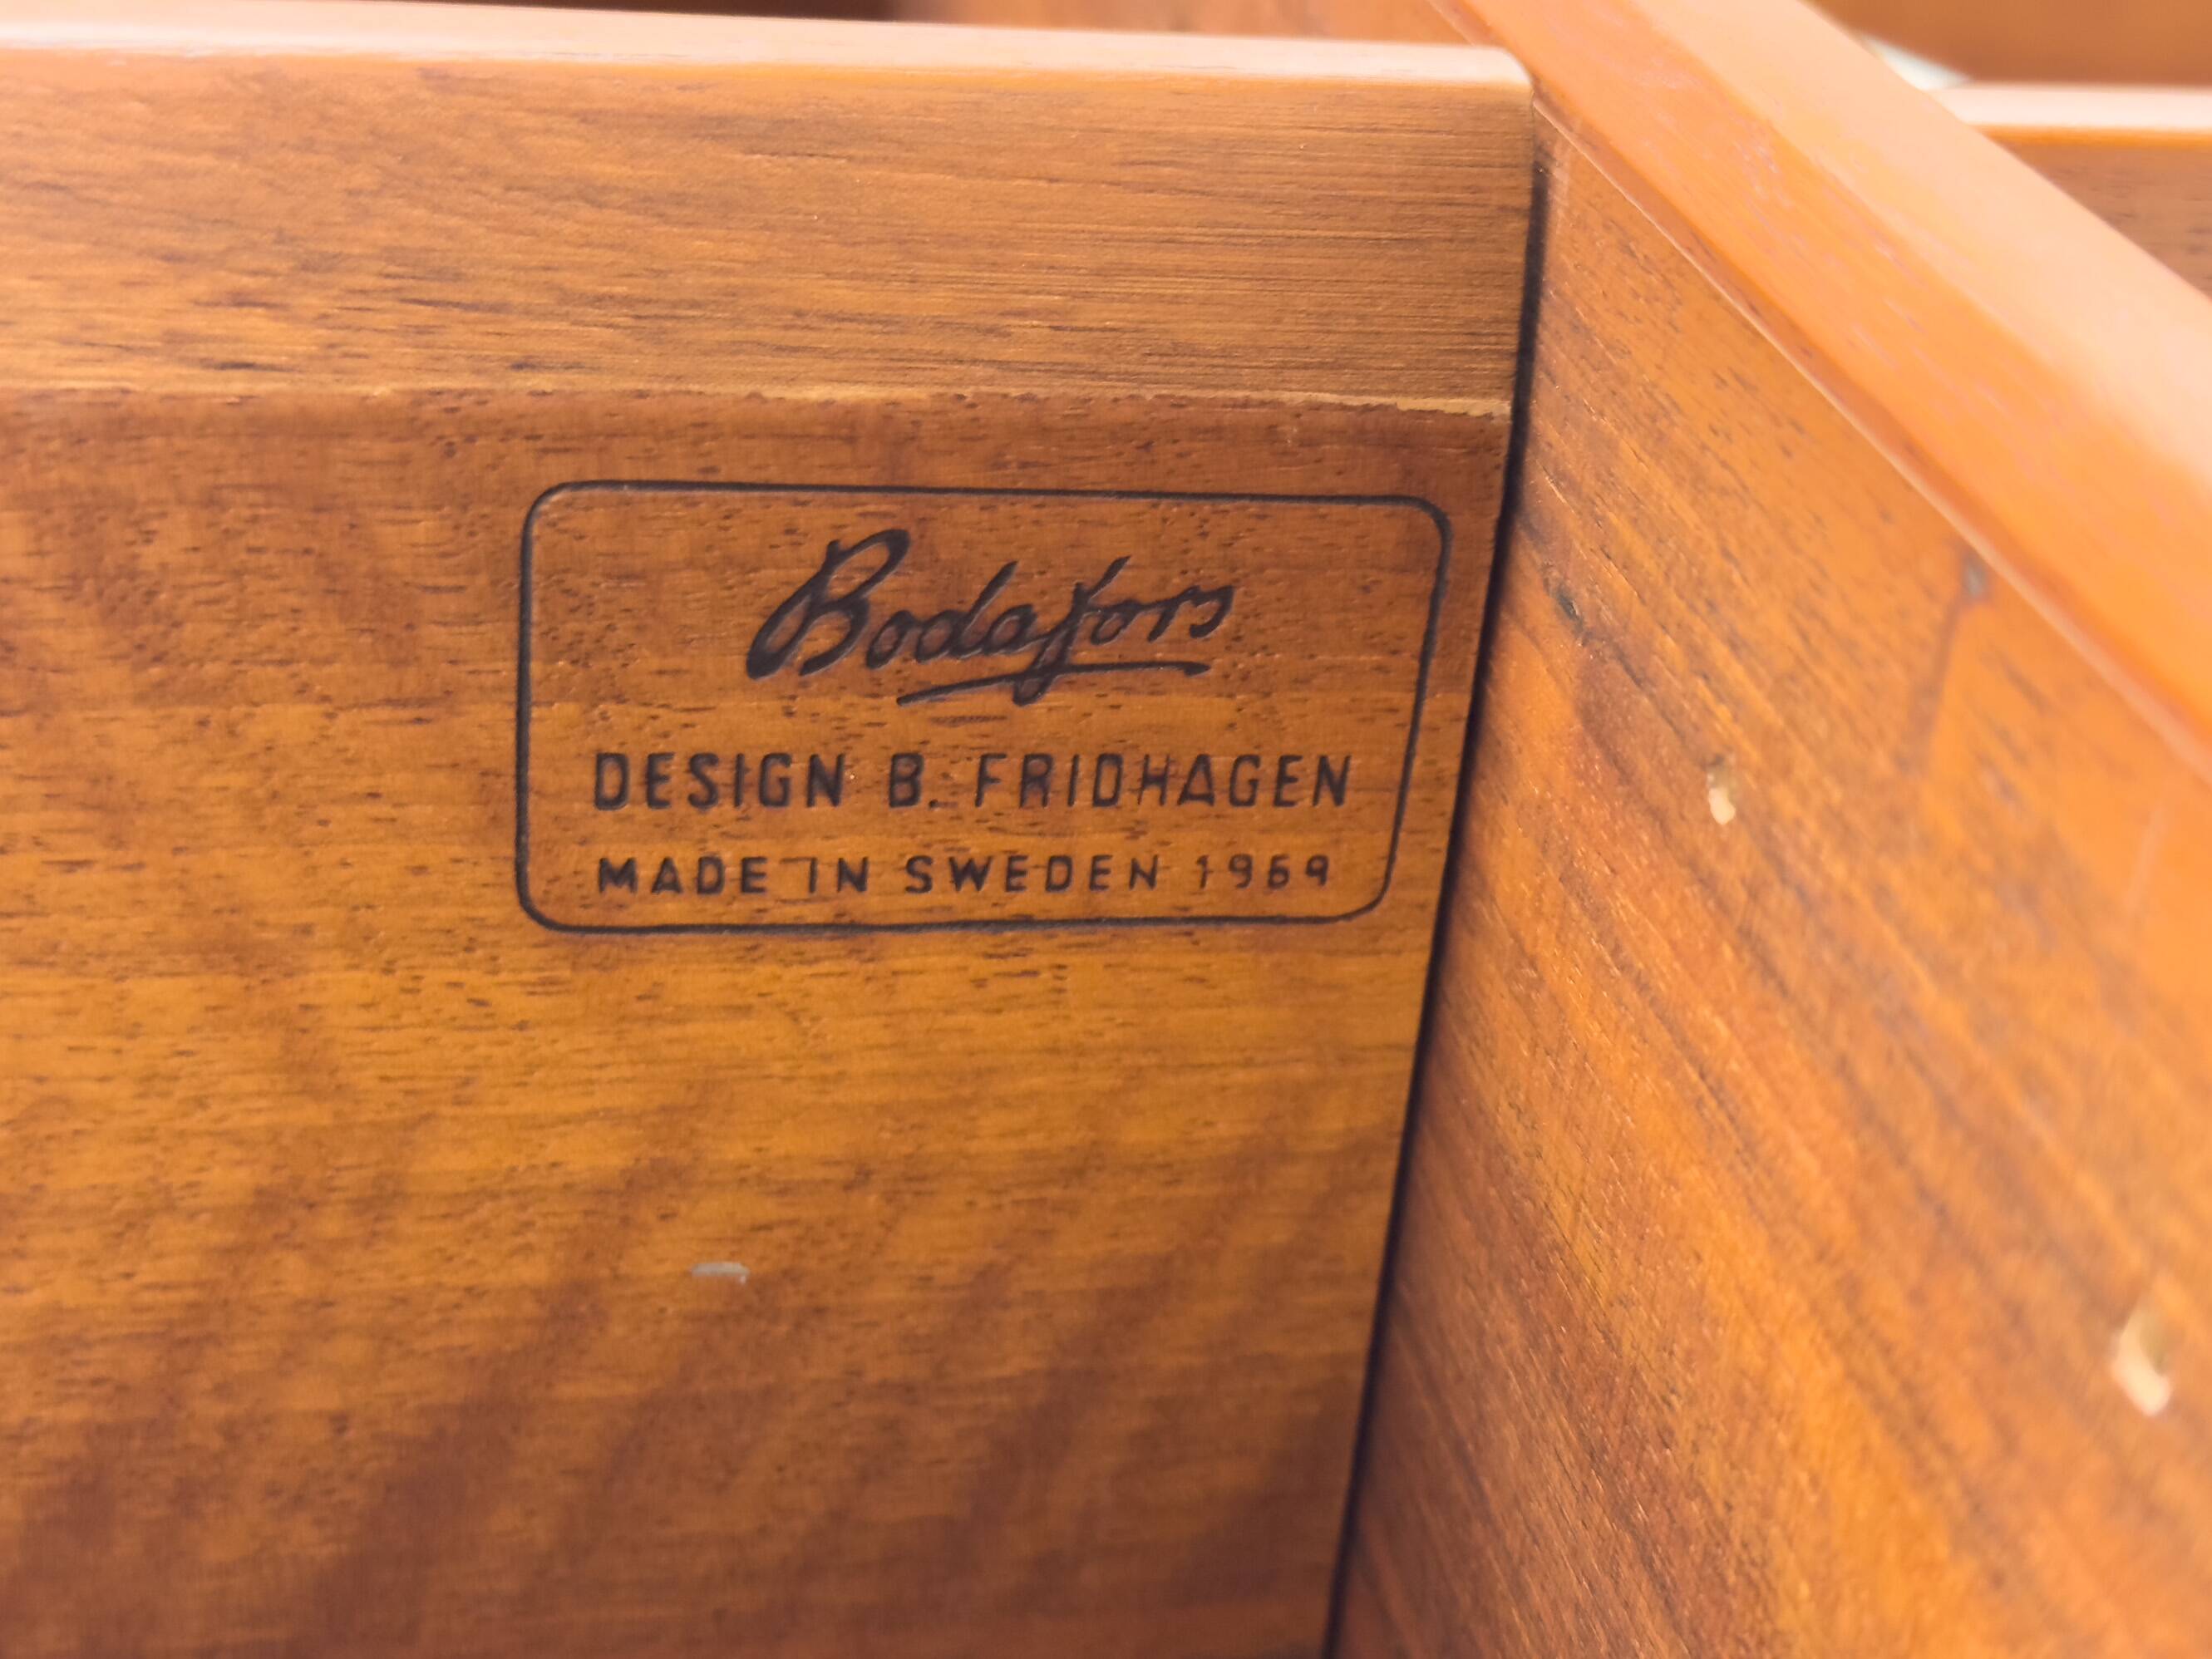 Bodafors
DESIGN B. FRIDHAGEN
MADE IN SWEDEN 1969